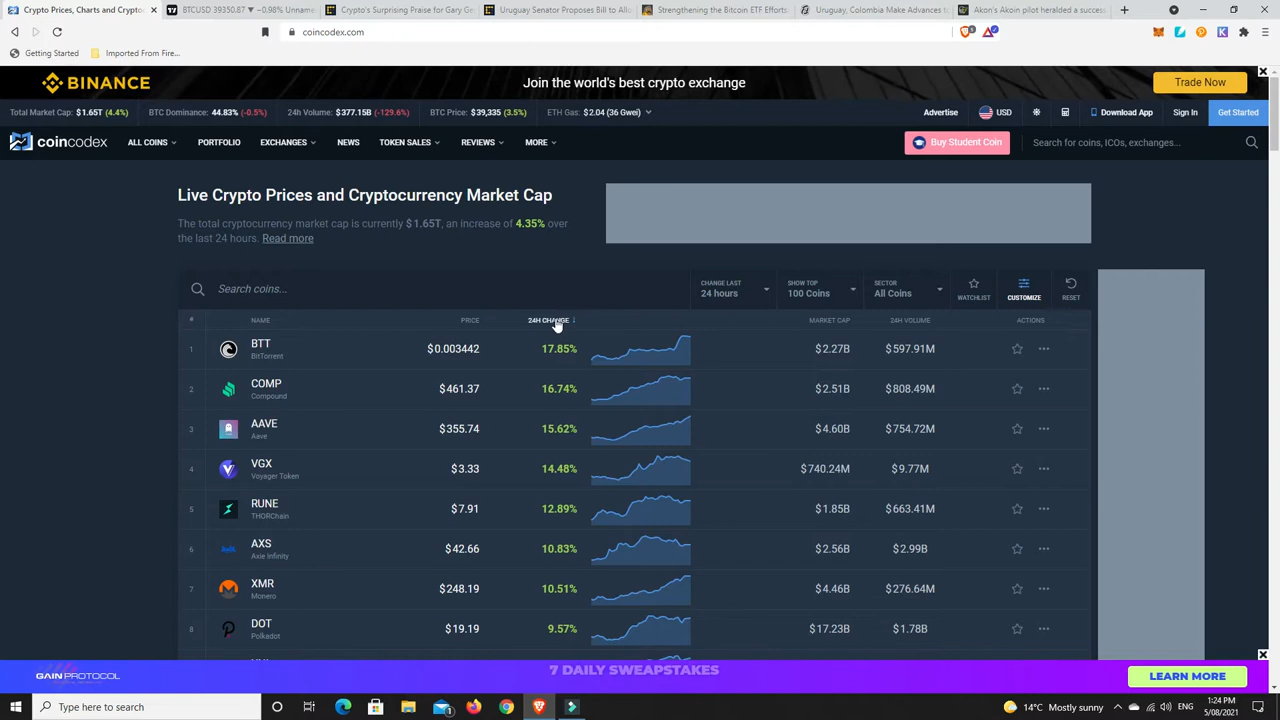 Crypto Prices, Charts and Cryptoc
BTCUSD 39350.87 ▼ −0.98% Unname
Crypto's Surprising Praise for Gary Ge
Uruguay Senator Proposes Bill to Allo
Strengthening the Bitcoin ETF Efforts
Uruguay, Colombia Make Advances t
Akon's Akoin pilot heralded a success
coincodex.com
Getting Started
Imported From Fire...
BINANCE
Join the world's best crypto exchange
Trade Now
Total Market Cap: $1.65T (4.4%)
BTC Dominance: 44.83% (-0.5%)
24h Volume: $377.15B (-129.6%)
BTC Price: $39,335 (3.5%)
ETH Gas: $2.04 (36 Gwei)
Advertise
USD
Download App
Sign In
Get Started
coincodex
ALL COINS
PORTFOLIO
EXCHANGES
NEWS
TOKEN SALES
REVIEWS
MORE
Buy Student Coin
Search for coins, ICOs, exchanges...
Live Crypto Prices and Cryptocurrency Market Cap
The total cryptocurrency market cap is currently $1.65T, an increase of 4.35% over
the last 24 hours. Read more
Search coins...
CHANGE LAST
24 hours
SHOW TOP
100 Coins
SECTOR
All Coins
WATCHLIST
CUSTOMIZE
RESET
# NAME PRICE 24H CHANGE ↓ MARKET CAP 24H VOLUME ACTIONS
1 BTT $0.003442 17.85% $2.27B $597.91M
BitTorrent
2 COMP $461.37 16.74% $2.51B $808.49M
Compound
3 AAVE $355.74 15.62% $4.60B $754.72M
Aave
4 VGX $3.33 14.48% $740.24M $9.77M
Voyager Token
5 RUNE $7.91 12.89% $1.85B $663.41M
THORChain
6 AXS $42.66 10.83% $2.56B $2.99B
Axie Infinity
7 XMR $248.19 10.51% $4.46B $276.64M
Monero
8 DOT $19.19 9.57% $17.23B $1.78B
Polkadot
GAIN PROTOCOL
7 DAILY SWEEPSTAKES
LEARN MORE
Type here to search
14°C Mostly sunny
1:24 PM
5/08/2021